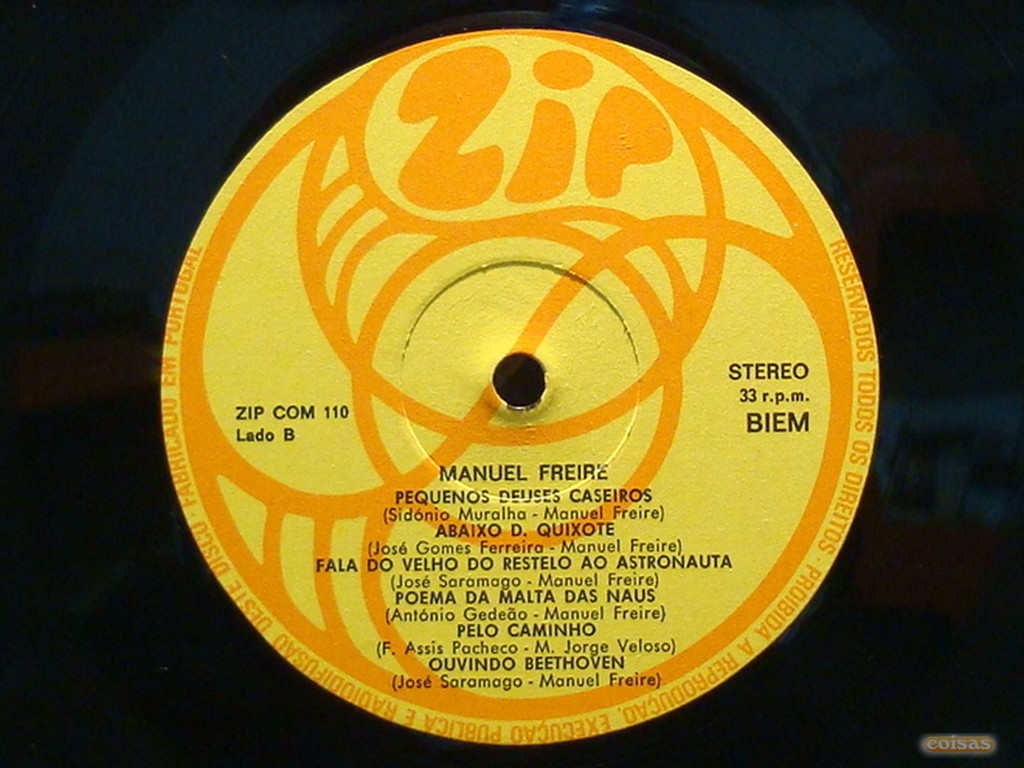 ZIP
ZIP COM 110
Lado B
STEREO
33 r.p.m.
BIEM
MANUEL FREIRE
PEQUENOS DEUSES CASEIROS
(Sidónio Muralha - Manuel Freire)
ABAIXO D. QUIXOTE
(José Gomes Ferreira - Manuel Freire)
FALA DO VELHO DO RESTELO AO ASTRONAUTA
(José Saramago - Manuel Freire)
POEMA DA MALTA DAS NAUS
(António Gedeão - Manuel Freire)
PELO CAMINHO
(F. Assis Pacheco - M. Jorge Veloso)
OUVINDO BEETHOVEN
(José Saramago - Manuel Freire)
RESERVADOS TODOS OS DIREITOS · PROIBIDA A REPRODUÇÃO, EXECUÇÃO PÚBLICA E RADIODIFUSÃO DESTE DISCO. FABRICADO EM PORTUGAL
coisas